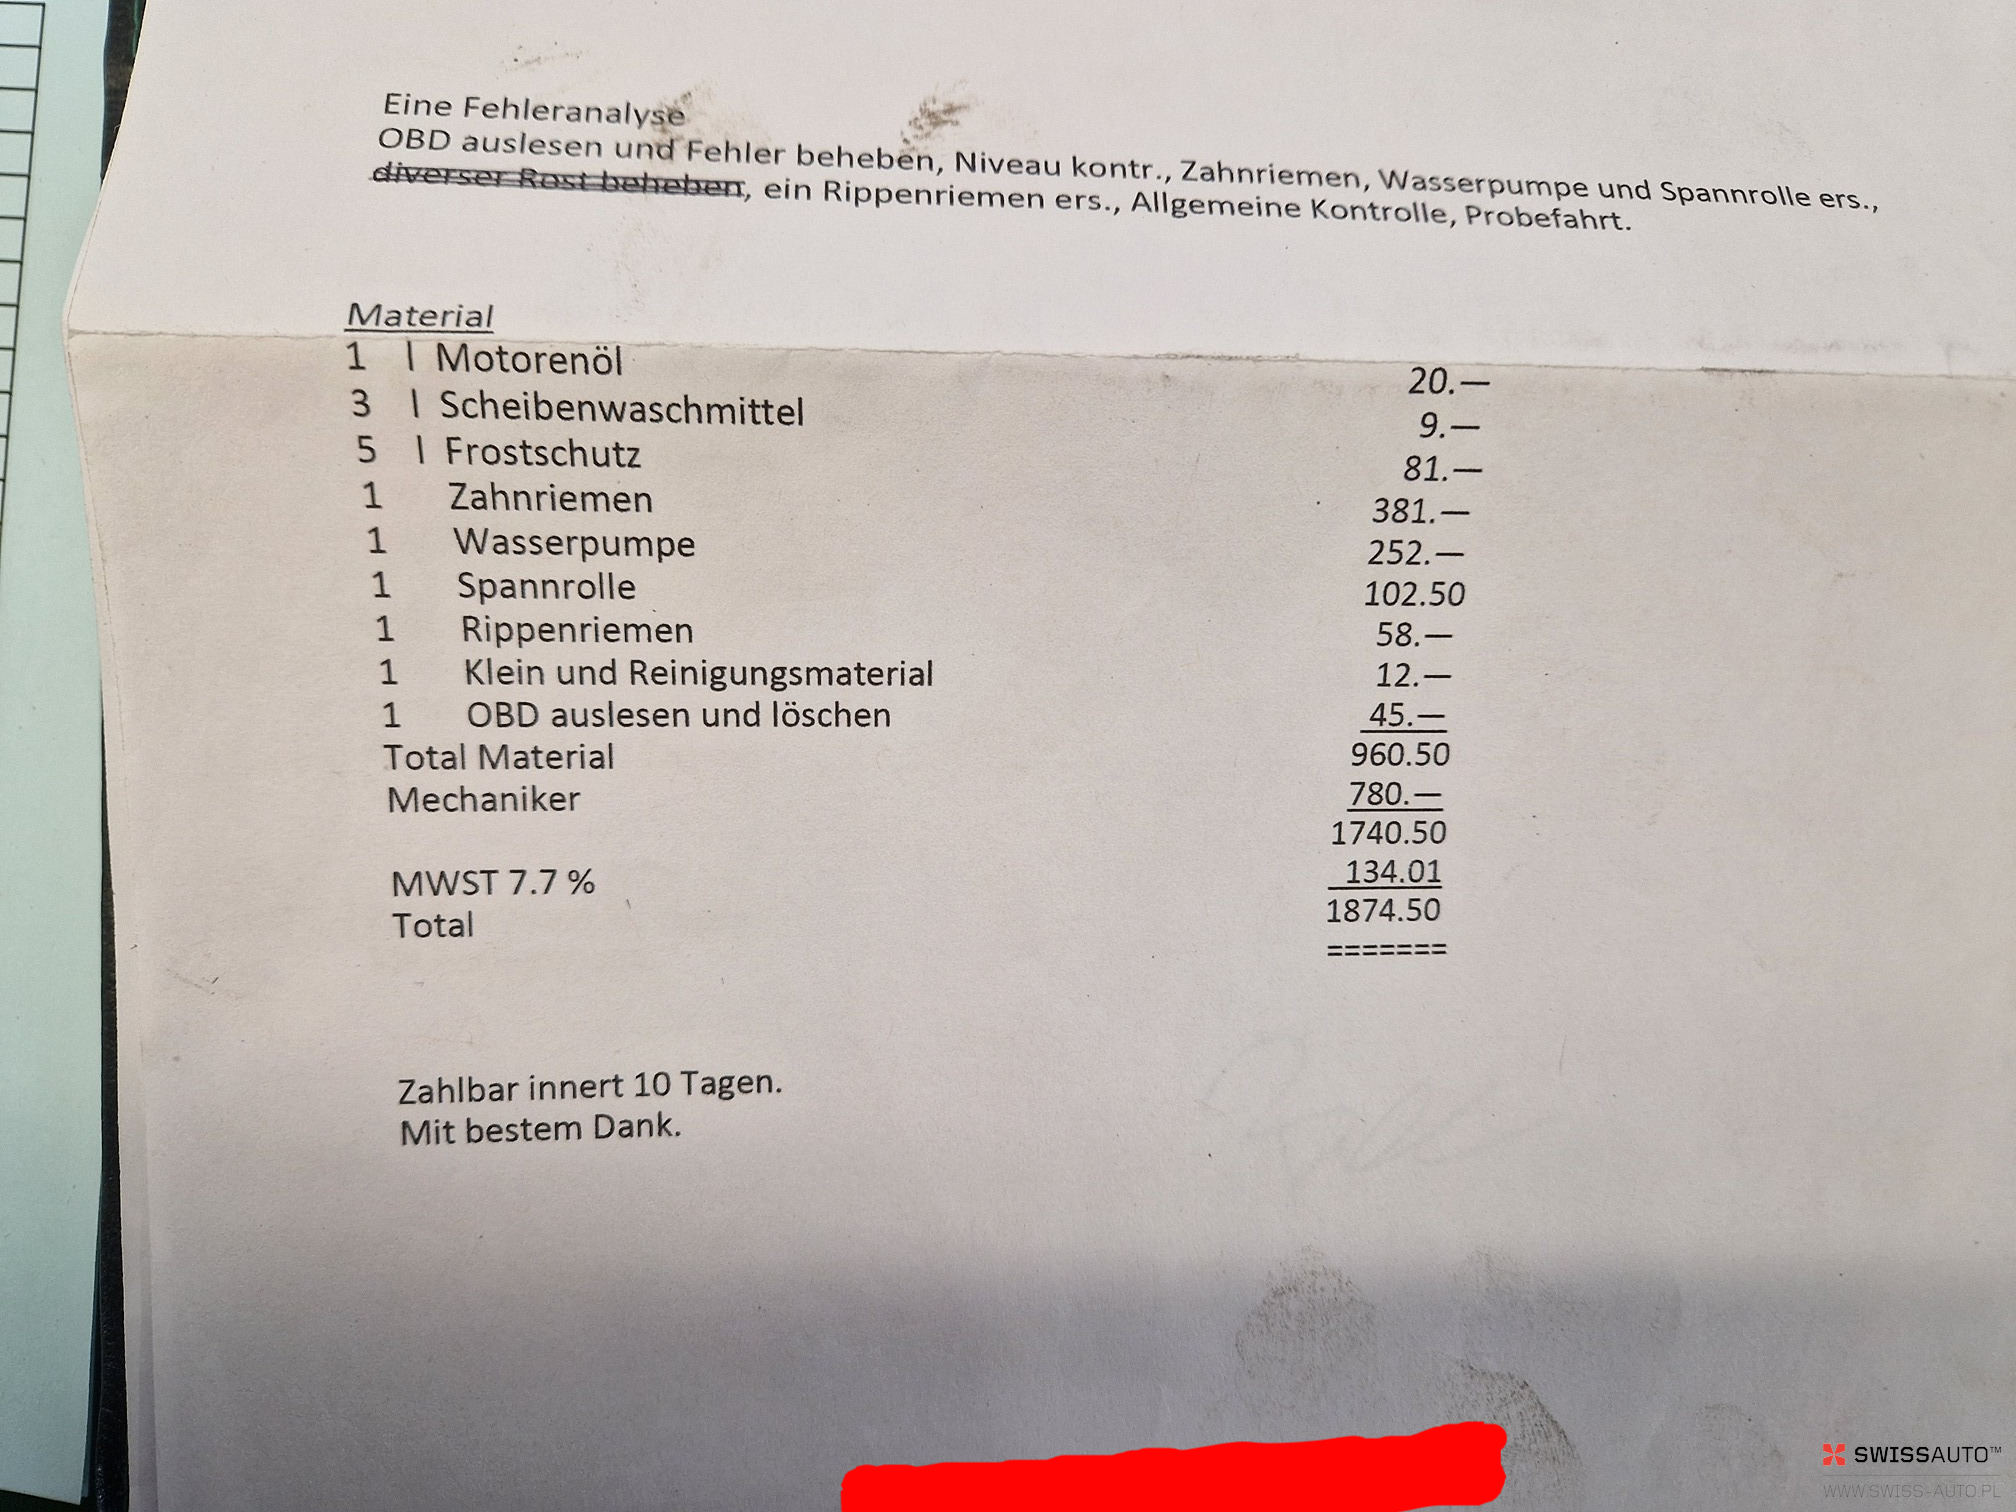 Eine Fehleranalyse
OBD auslesen und Fehler beheben, Niveau kontr., Zahnriemen, Wasserpumpe und Spannrolle ers.,
diverser Rost beheben, ein Rippenriemen ers., Allgemeine Kontrolle, Probefahrt.
Material
1 l Motorenöl 20.—
3 l Scheibenwaschmittel 9.—
5 l Frostschutz 81.—
1 Zahnriemen 381.—
1 Wasserpumpe 252.—
1 Spannrolle 102.50
1 Rippenriemen 58.—
1 Klein und Reinigungsmaterial 12.—
1 OBD auslesen und löschen 45.—
Total Material 960.50
Mechaniker 780.—
1740.50
MWST 7.7 % 134.01
Total 1874.50
=======
Zahlbar innert 10 Tagen.
Mit bestem Dank.
SWISSAUTO™
WWW.SWISS-AUTO.PL